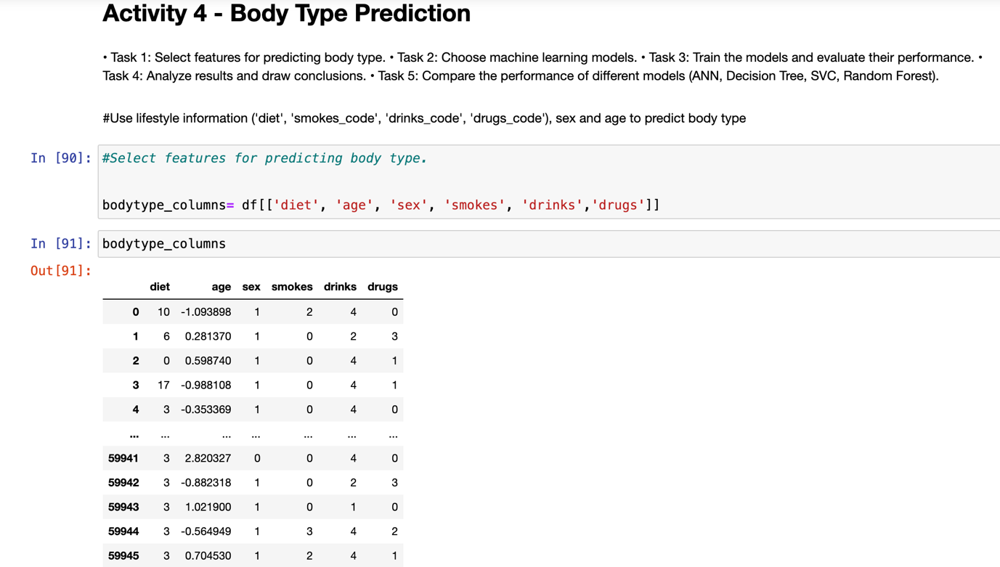 Activity 4 - Body Type Prediction
• Task 1: Select features for predicting body type. • Task 2: Choose machine learning models. • Task 3: Train the models and evaluate their performance. •
Task 4: Analyze results and draw conclusions. • Task 5: Compare the performance of different models (ANN, Decision Tree, SVC, Random Forest).
#Use lifestyle information ('diet', 'smokes_code', 'drinks_code', 'drugs_code'), sex and age to predict body type
In [90]: #Select features for predicting body type.
bodytype_columns= df[['diet', 'age', 'sex', 'smokes', 'drinks','drugs']]
In [91]: bodytype_columns
Out[91]:
diet age sex smokes drinks drugs
0 10 -1.093898 1 2 4 0
1 6 0.281370 1 0 2 3
2 0 0.598740 1 0 4 1
3 17 -0.988108 1 0 4 1
4 3 -0.353369 1 0 4 0
... ... ... ... ... ... ...
59941 3 2.820327 0 0 4 0
59942 3 -0.882318 1 0 2 3
59943 3 1.021900 1 0 1 0
59944 3 -0.564949 1 3 4 2
59945 3 0.704530 1 2 4 1